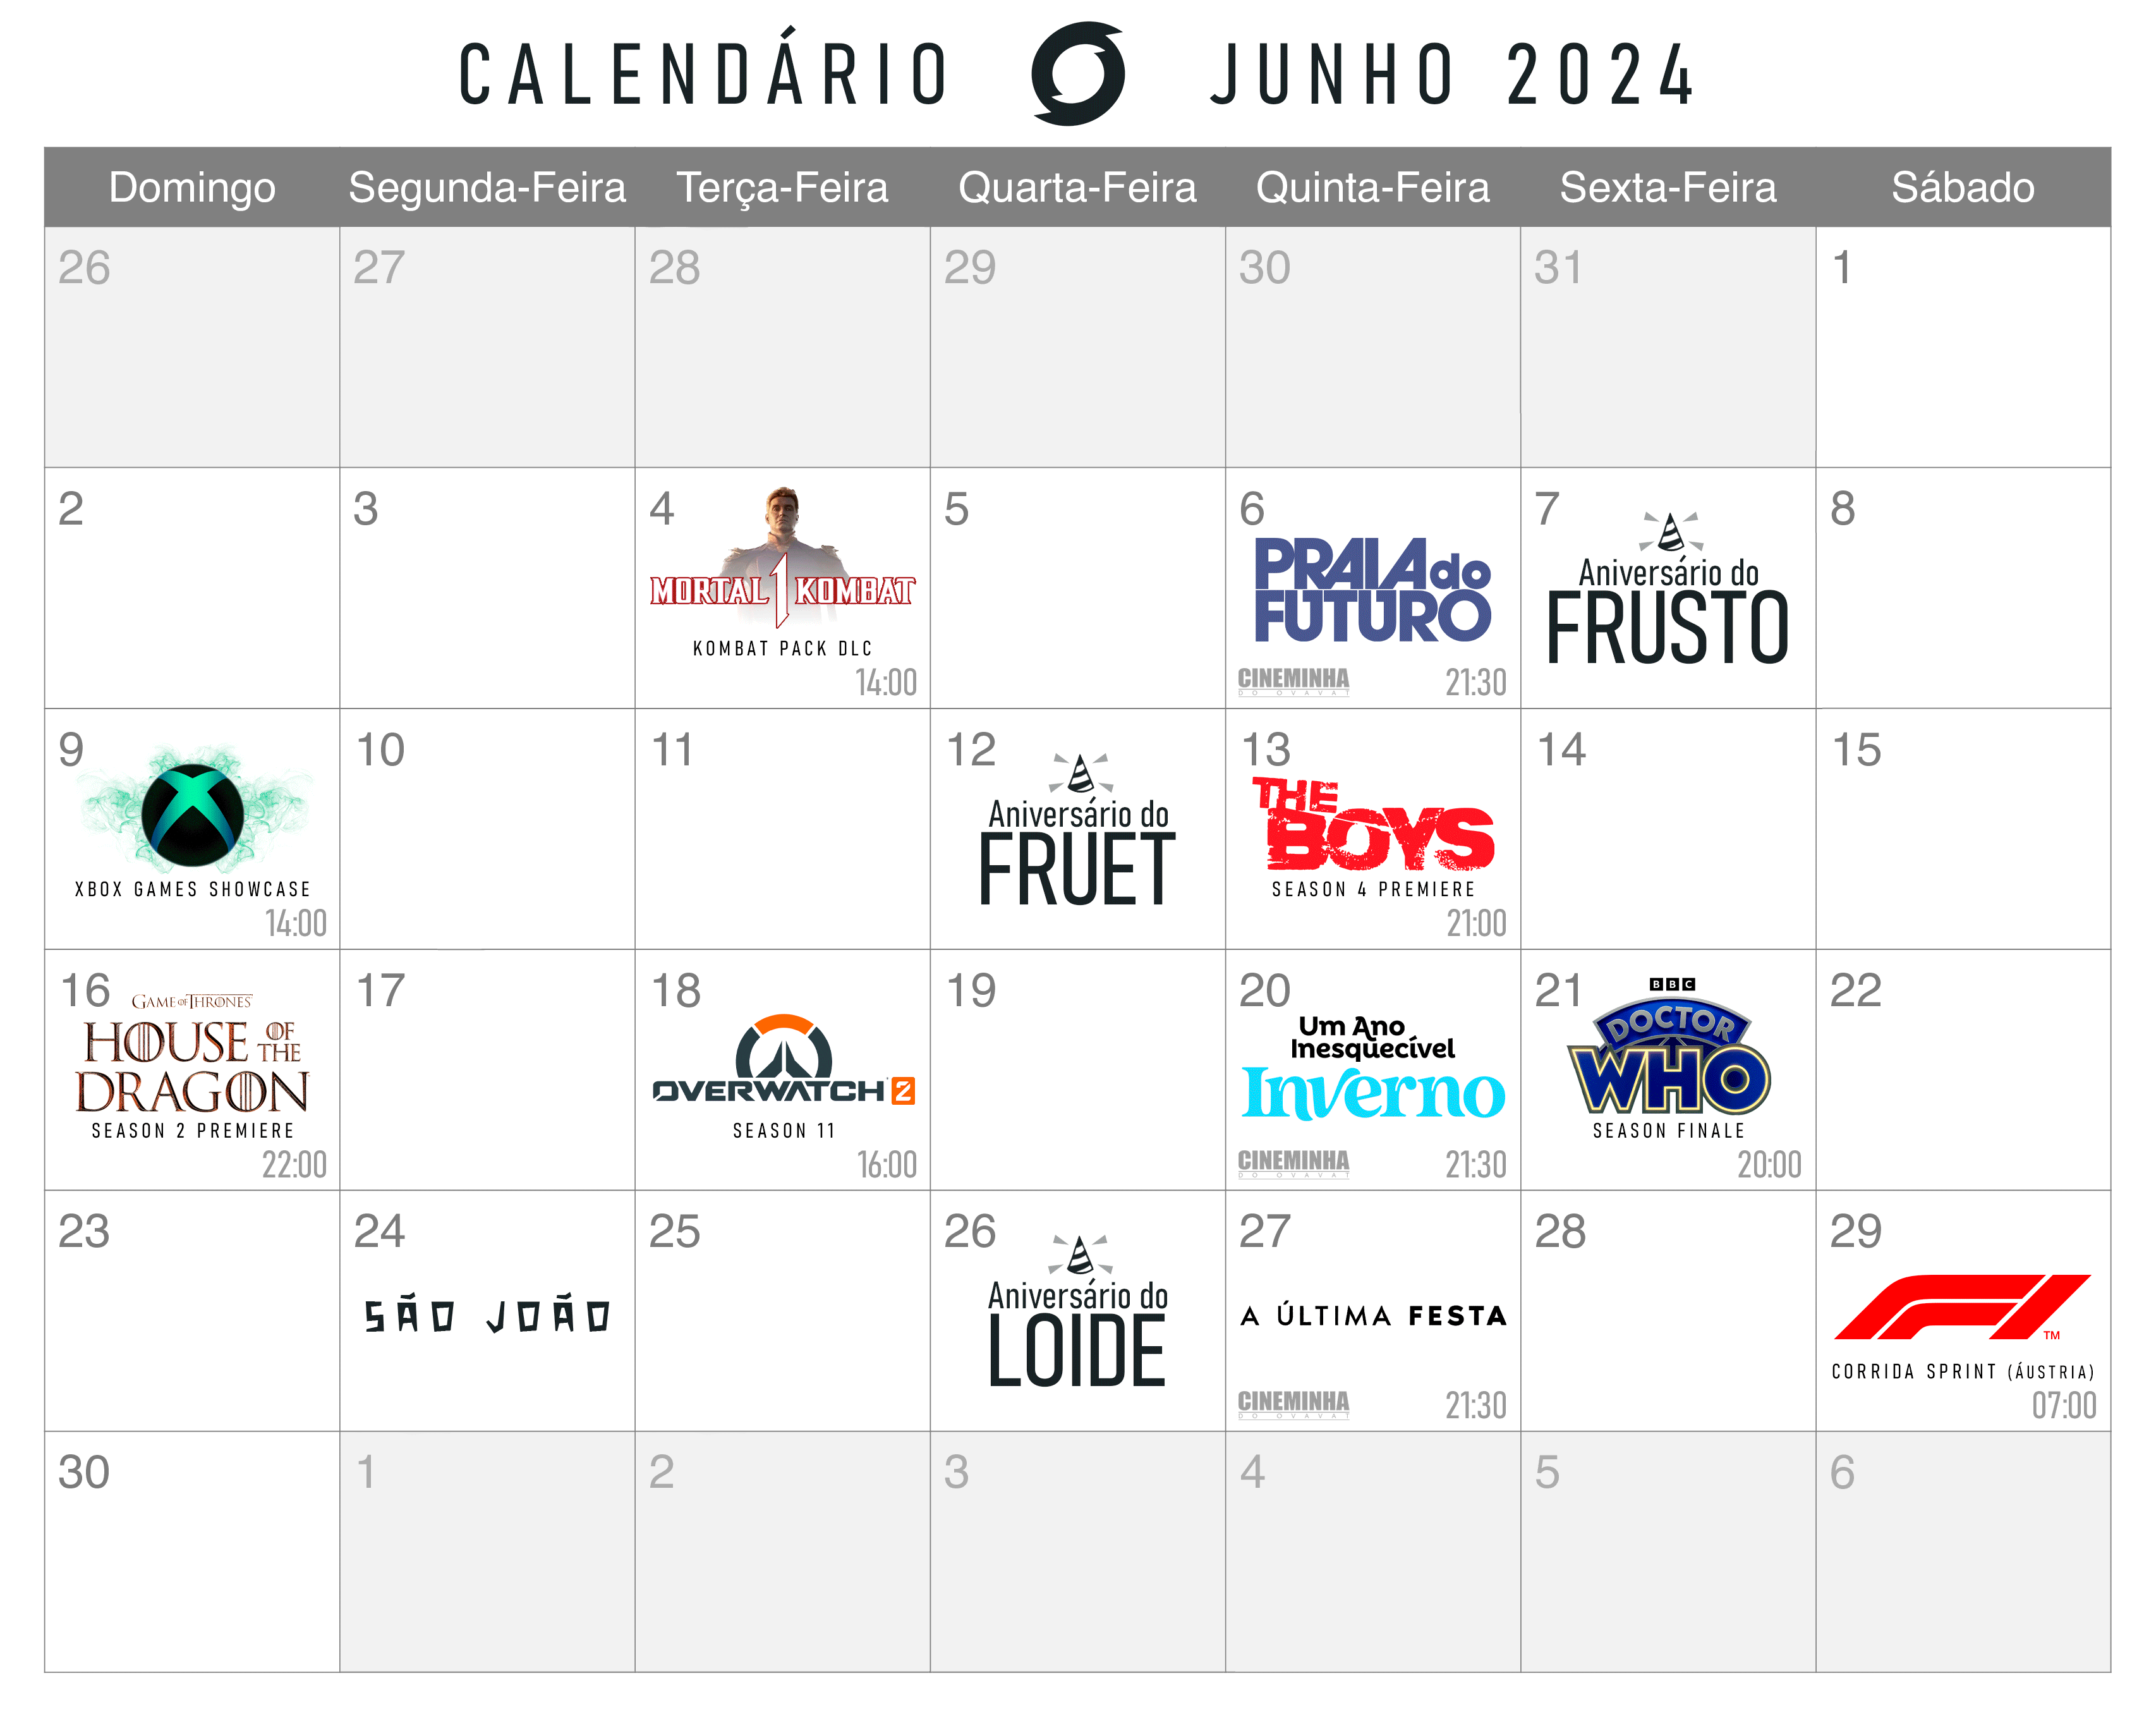 CALENDÁRIO JUNHO 2024
Domingo Segunda-Feira Terça-Feira Quarta-Feira Quinta-Feira Sexta-Feira Sábado
26 27 28 29 30 31 1
2
3
4
MORTAL 1 KOMBAT
KOMBAT PACK DLC
14:00
5
6
PRAIA do
FUTURO
CINEMINHA
DO OVAVAT
21:30
7
Aniversário do
FRUSTO
8
9
XBOX GAMES SHOWCASE
14:00
10
11
12
Aniversário do
FRUET
13
THE
BOYS
SEASON 4 PREMIERE
21:00
14
15
16
GAME OF THRONES
HOUSE OF THE
DRAGON
SEASON 2 PREMIERE
22:00
17
18
OVERWATCH 2
SEASON 11
16:00
19
20
Um Ano
Inesquecível
Inverno
CINEMINHA
DO OVAVAT
21:30
21
BBC
DOCTOR
WHO
SEASON FINALE
20:00
22
23
24
SÃO JOÃO
25
26
Aniversário do
LOIDE
27
A ÚLTIMA FESTA
CINEMINHA
DO OVAVAT
21:30
28
29
F1 TM
CORRIDA SPRINT (ÁUSTRIA)
07:00
30 1 2 3 4 5 6